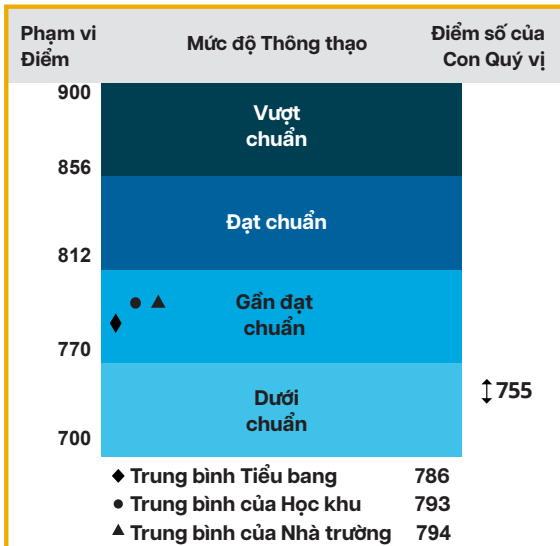 Phạm vi
Điểm
Mức độ Thông thạo
Điểm số của
Con Quý vị
900
Vượt
chuẩn
856
Đạt chuẩn
812
Gần đạt
chuẩn
770
Dưới
chuẩn
755
700
Trung bình Tiểu bang 786
Trung bình của Học khu 793
Trung bình của Nhà trường 794